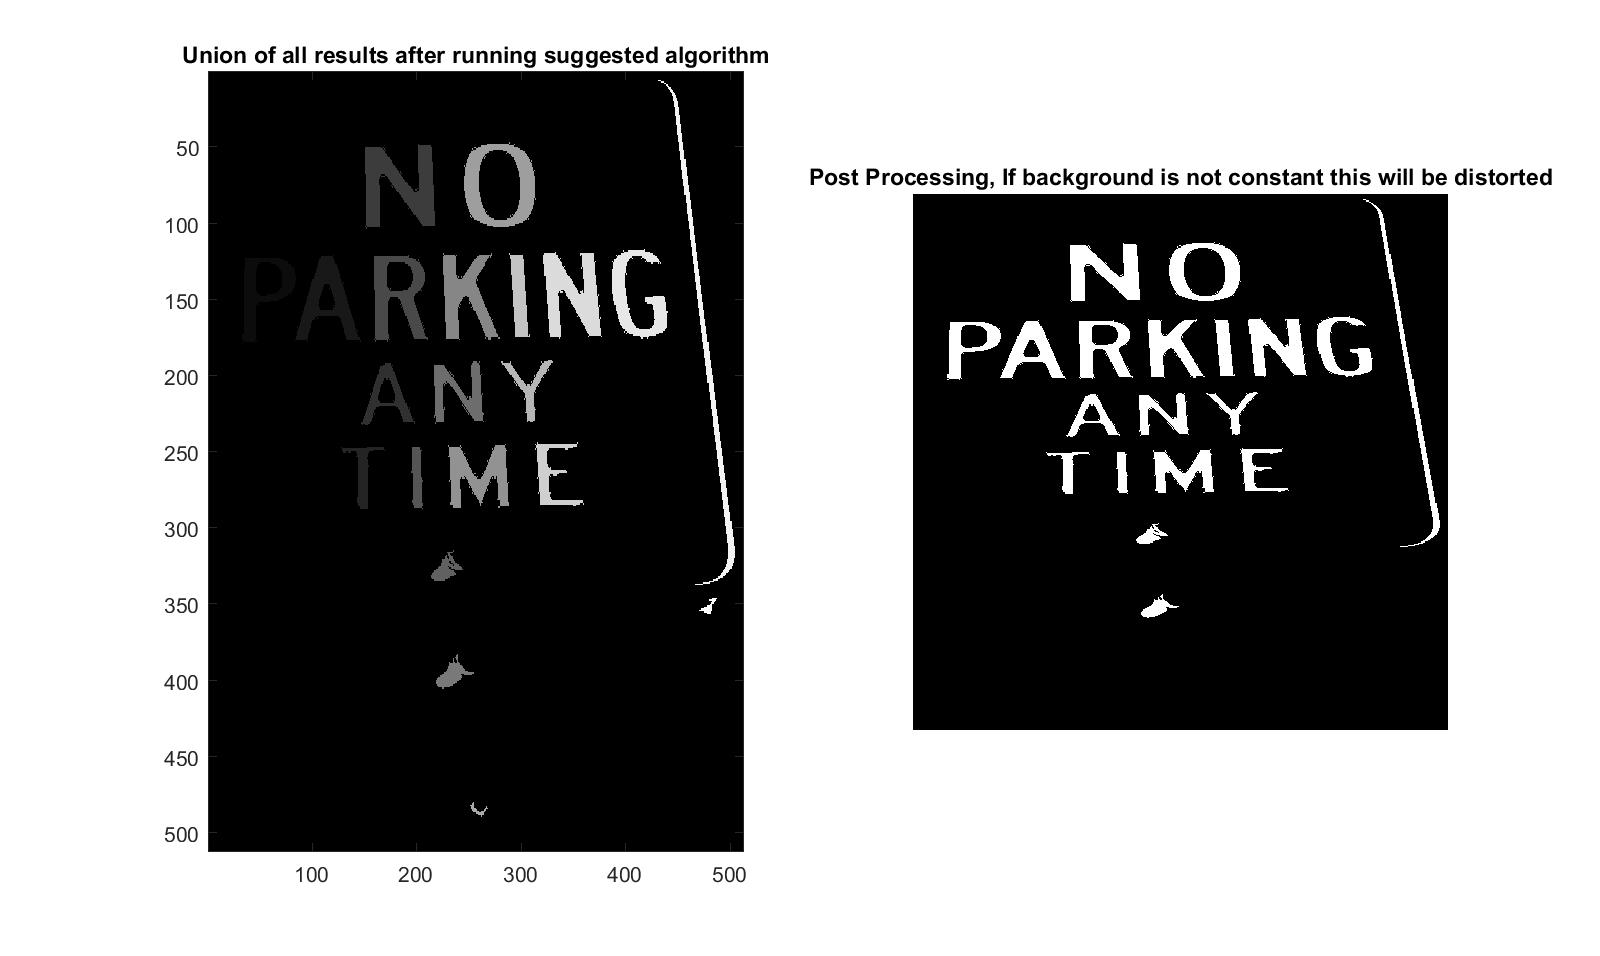 Union of all results after running suggested algorithm
50
100
150
200
250
300
350
400
450
500
100 200 300 400 500
NO
PARKING
ANY
TIME
Post Processing, If background is not constant this will be distorted
NO
PARKING
ANY
TIME